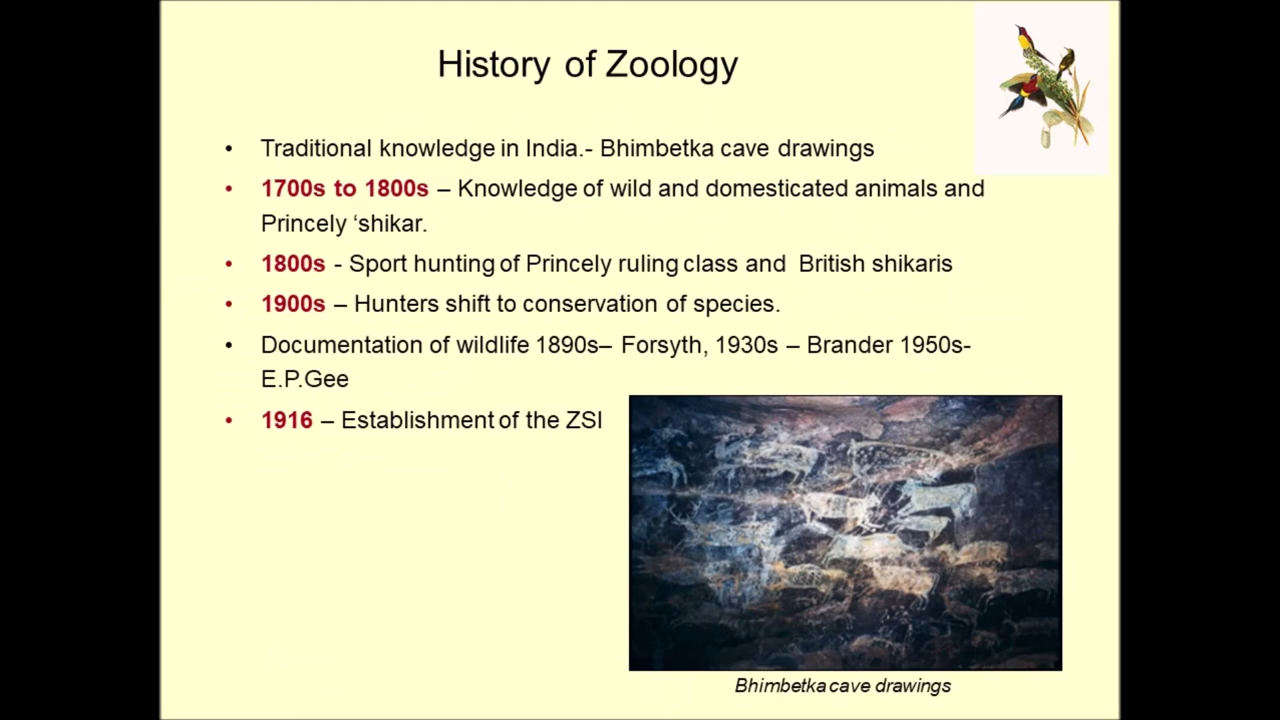 History of Zoology
• Traditional knowledge in India.- Bhimbetka cave drawings
• 1700s to 1800s – Knowledge of wild and domesticated animals and
Princely ‘shikar.
• 1800s - Sport hunting of Princely ruling class and British shikaris
• 1900s – Hunters shift to conservation of species.
• Documentation of wildlife 1890s– Forsyth, 1930s – Brander 1950s-
E.P.Gee
• 1916 – Establishment of the ZSI
Bhimbetka cave drawings